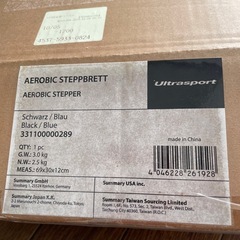 AEROBIC STEPPBRETT
Ultrasport
AEROBIC STEPPER
Schwarz / Blau
Black / Blue
331100000289
QTY: 1 pc
G.W.: 3.0 kg
N.W.: 2.5 kg
MEAS.: 69x30x12cm
Made in China
4 046228 261928
Summary GmbH
Summary USA Inc.
Summary Japan K.K.
Summary Taiwan Sourcing Limited